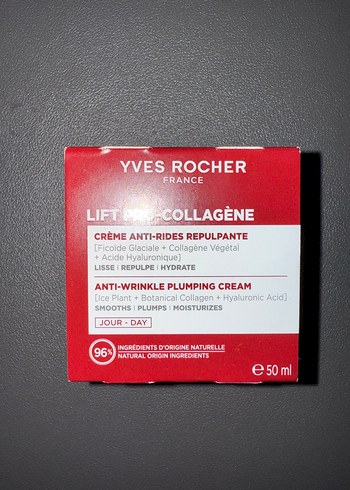 YVES ROCHER
FRANCE
LIFT PRO-COLLAGÈNE
CRÈME ANTI-RIDES REPULPANTE
[Ficoïde Glaciale + Collagène Végétal
+ Acide Hyaluronique]
LISSE | REPULPE | HYDRATE
ANTI-WRINKLE PLUMPING CREAM
[Ice Plant + Botanical Collagen + Hyaluronic Acid]
SMOOTHS | PLUMPS | MOISTURIZES
JOUR - DAY
96%
INGRÉDIENTS D'ORIGINE NATURELLE
NATURAL ORIGIN INGREDIENTS
℮ 50 ml